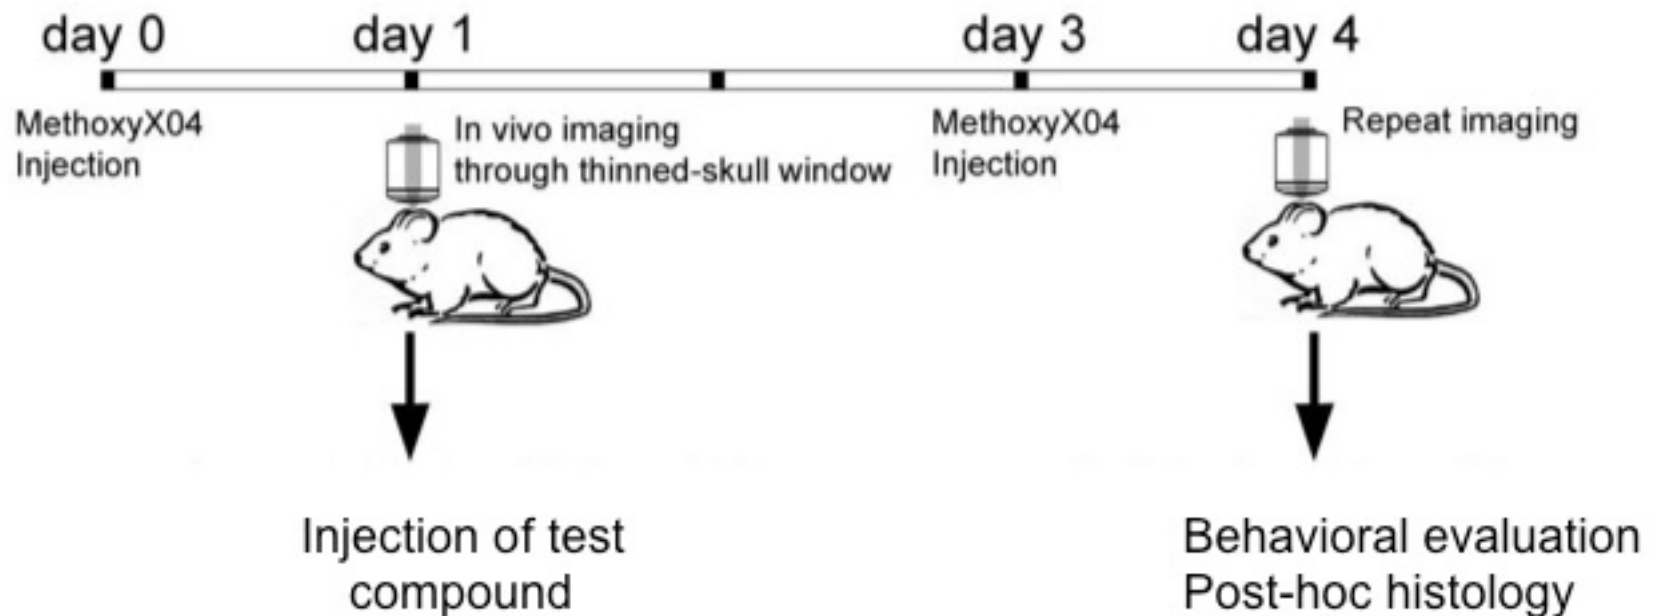 day 0
day 1
day 3
day 4
MethoxyX04
Injection
In vivo imaging
through thinned-skull window
MethoxyX04
Injection
Repeat imaging
Injection of test
compound
Behavioral evaluation
Post-hoc histology